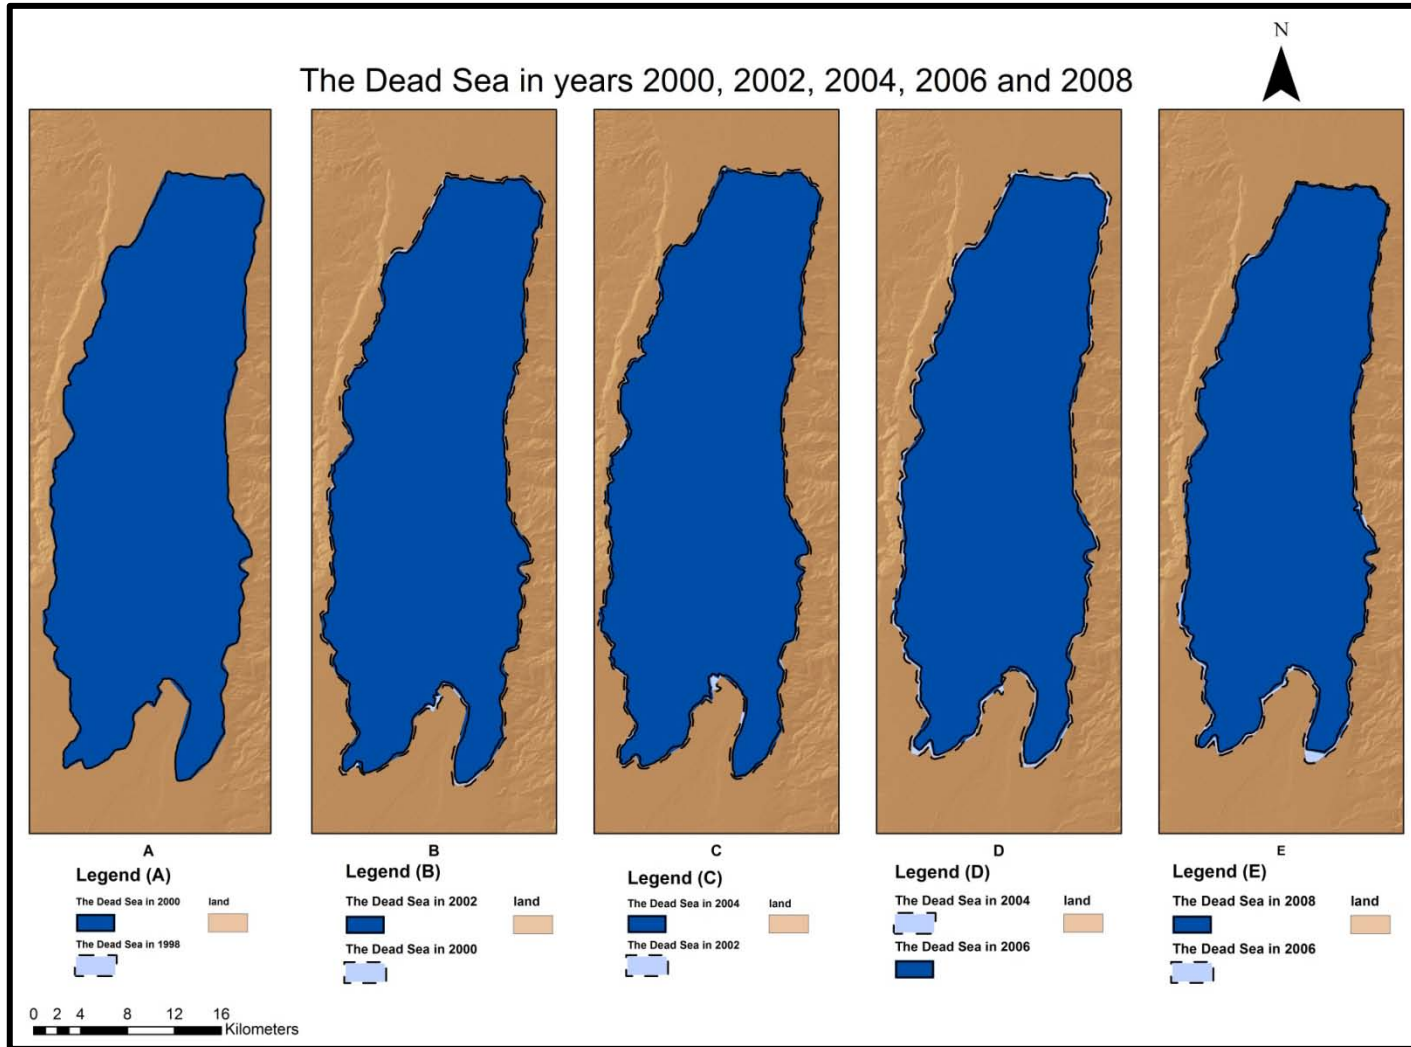 N
The Dead Sea in years 2000, 2002, 2004, 2006 and 2008
A
B
C
D
E
Legend (A)
The Dead Sea in 2000
land
The Dead Sea in 1998
Legend (B)
The Dead Sea in 2002
land
The Dead Sea in 2000
Legend (C)
The Dead Sea in 2004
land
The Dead Sea in 2002
Legend (D)
The Dead Sea in 2004
land
The Dead Sea in 2006
Legend (E)
The Dead Sea in 2008
land
The Dead Sea in 2006
0 2 4 8 12 16
Kilometers